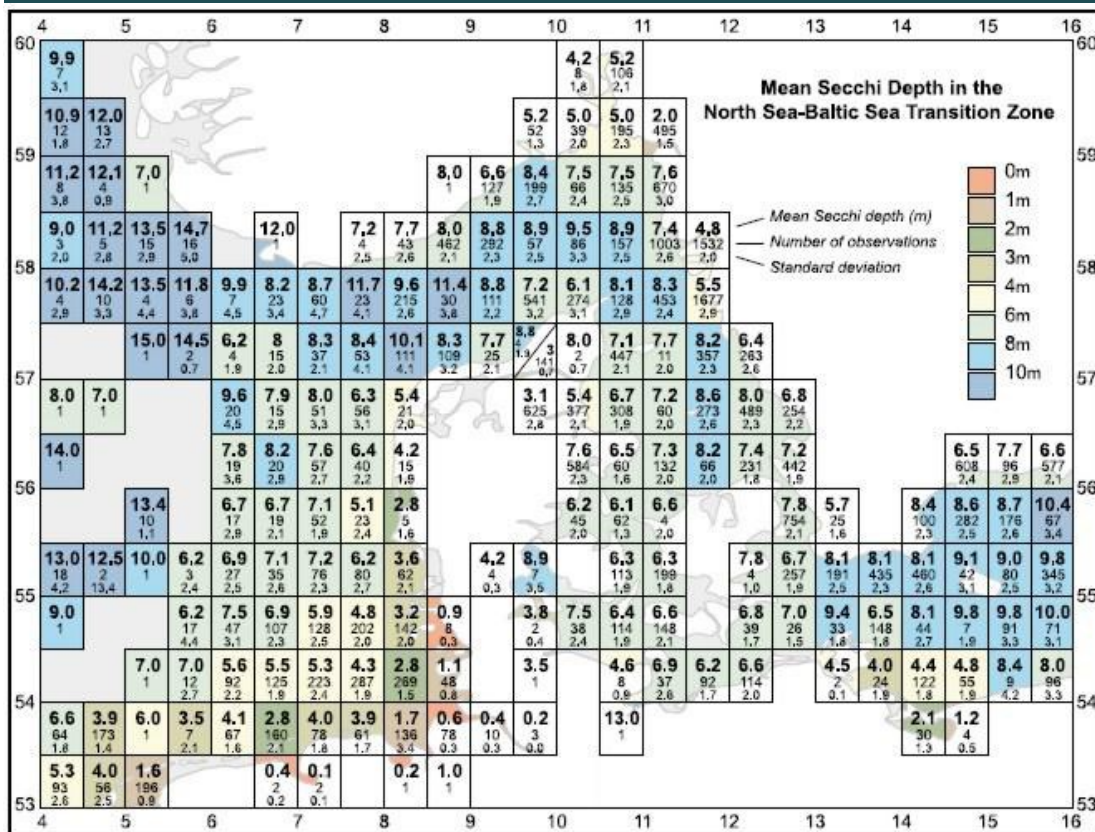 4 5 6 7 8 9 10 11 12 13 14 15 16
60 60
9,9 4,2 5,2
7 8 106
3,1 1,8 2.1
Mean Secchi Depth in the
North Sea-Baltic Sea Transition Zone
10.9 12.0 5.2 5.0 5.0 2.0
12 13 52 39 195 495
1.8 2.7 1.3 2.0 2.3 1.5
59 59
11,2 12,1 7,0 8,0 6,6 8,4 7,5 7,5 7,6
8 4 1 1 127 199 66 135 670
3,8 0,9 1,9 2,7 2,4 2,5 3,0
0m
1m
2m
3m
4m
6m
8m
10m
9,0 11,2 13,5 14,7 12,0 7,2 7,7 8,0 8,8 8,9 9,5 8,9 7,4 4,8
3 5 15 16 1 4 43 462 292 57 86 157 1003 1532
2,0 2,8 2,9 5,0 2,5 2,6 2,1 2,3 2,5 3,3 2,5 2,6 2,0
Mean Secchi depth (m)
Number of observations
Standard deviation
58 58
10.2 14.2 13.5 11.8 9.9 8.2 8.7 11.7 9.6 11.4 8.8 9.8 7.2 6.1 8.1 8.3 5.5
4 10 4 6 7 23 60 23 215 30 111 208 541 274 128 453 1677
2,9 3,3 4,4 3,8 4,5 3,4 4,7 4,1 2,6 3,8 2,2 3,2 3,1 2,9 2,4 2,9
15,0 14,5 6,2 8 8,3 8,4 10,1 8,3 7,7 8,8 3 8,0 7,1 7,7 8,2 6,4
1 2 4 15 37 53 111 109 25 4 141 2 447 11 357 263
0,7 1,9 2,0 2,1 4,1 4,1 3,2 2,1 1,9 0,7 0,7 2,1 2,0 2,3 2,6
57 57
8.0 7.0 9.6 7.9 8.0 6.3 5.4 3.1 5.4 6.7 7.2 8.6 8.0 6.8
1 1 20 15 51 56 21 625 377 308 60 273 489 254
4,5 2,9 3,3 3,1 2,0 2,8 2,1 1,9 2,0 2,6 2,3 2,2
14.0 7.8 8.2 7.6 6.4 4.2 7.6 6.5 7.3 8.2 7.4 7.2 6.5 7.7 6.6
1 19 20 57 40 15 584 60 132 66 231 442 608 96 577
3.6 2.9 2.7 2.2 1.9 2.3 1.6 2.0 2.0 1.8 1.9 2.4 2.9 2.1
56 56
13.4 6.7 6.7 7.1 5.1 2.8 6.2 6.1 6.6 7.8 5.7 8.4 8.6 8.7 10.4
10 17 19 52 23 5 45 62 4 754 25 100 282 176 67
1,1 2.9 2.1 1,9 2.4 1.6 2.0 1.3 2.0 2.1 1.6 2.3 2.5 2.6 3.4
13.0 12.5 10.0 6.2 6.9 7.1 7.2 6.2 3.6 4.2 8.9 6.3 6.3 7.8 6.7 8.1 8.1 8.1 9.1 9.0 9.8
18 2 1 3 27 35 76 80 62 4 7 113 199 4 257 191 435 460 42 80 345
4,2 13,4 2.4 2.5 2.6 2.3 2.7 2.1 0.3 3.5 1.9 1.8 1,0 1.9 2.5 2.3 2.6 3.1 2.5 3.2
55 55
9.0 6.2 7.5 6.9 5.9 4.8 3.2 0.9 3.8 7.5 6.4 6.6 6.8 7.0 9.4 6.5 8.1 9.8 9.8 10.0
1 17 47 107 128 202 142 8 2 38 114 148 39 26 33 148 44 7 91 71
4.4 3.1 2.3 2.5 2.0 2.0 0.3 0.4 2.4 1.9 2.1 1.7 1.5 1.8 1.8 2.7 1.9 3.3 3.1
7.0 7.0 5.6 5.5 5.3 4.3 2.8 1.1 3.5 4.6 6.9 6.2 6.6 4.5 4.0 4.4 4.8 8.4 8.0
1 12 92 125 223 287 269 48 1 8 37 92 114 2 24 122 55 9 96
2.7 2.2 1.9 2.4 1.9 1.5 0.8 0.9 2.6 1.7 2.0 0.1 1.9 1.8 1.9 4.2 3.3
54 54
6.6 3.9 6.0 3.5 4.1 2.8 4.0 3.9 1.7 0.6 0.4 0.2 13.0 2.1 1.2
64 173 1 7 67 160 78 61 136 78 10 3 1 30 4
1.8 1.4 2.1 1.6 2.1 1.8 1.7 3.4 0.3 0.3 0.0 1.3 0.5
5.3 4.0 1.6 0.4 0.1 0.2 1.0
93 56 196 2 2 1 1
2.6 2.5 0.9 0.2 0.1
53 53
4 5 6 7 8 9 10 11 12 13 14 15 16